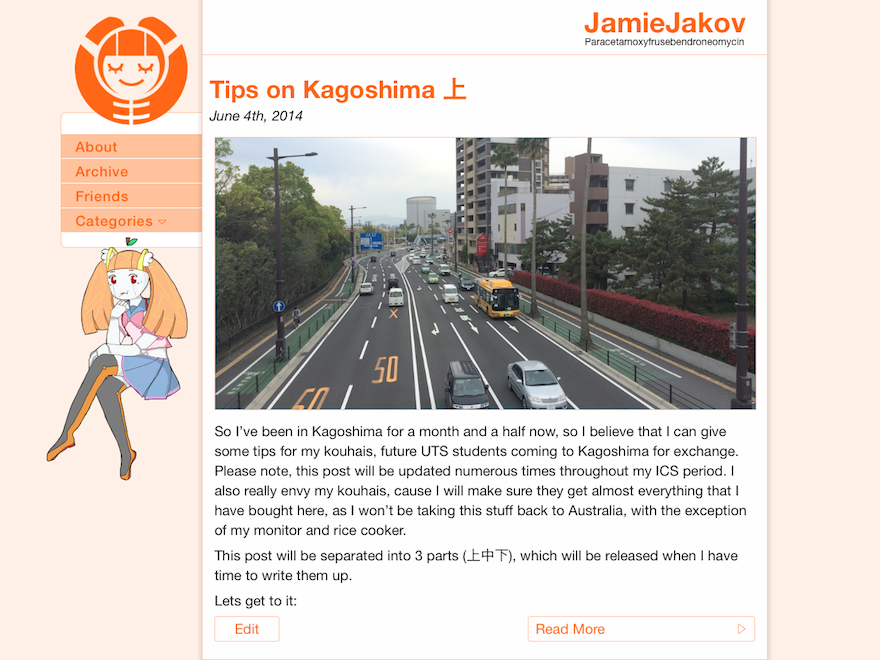 JamieJakov
Paracetamoxyfrusebendroneomycin
About
Archive
Friends
Categories
Tips on Kagoshima 上
June 4th, 2014
50
50
So I’ve been in Kagoshima for a month and a half now, so I believe that I can give
some tips for my kouhais, future UTS students coming to Kagoshima for exchange.
Please note, this post will be updated numerous times throughout my ICS period. I
also really envy my kouhais, cause I will make sure they get almost everything that I
have bought here, as I won’t be taking this stuff back to Australia, with the exception
of my monitor and rice cooker.
This post will be separated into 3 parts (上中下), which will be released when I have
time to write them up.
Lets get to it:
Edit
Read More